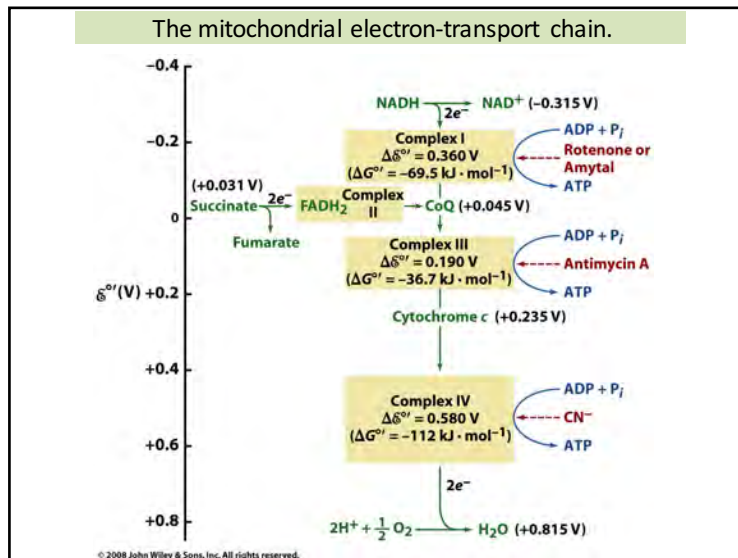 The mitochondrial electron-transport chain.
–0.4
NADH → NAD⁺ (–0.315 V)
2e⁻
–0.2
Complex I
Δℰ°′ = 0.360 V
(ΔG°′ = –69.5 kJ · mol⁻¹)
ADP + Pᵢ
Rotenone or
Amytal
ATP
(+0.031 V)
Succinate
2e⁻
FADH₂
Complex
II
CoQ (+0.045 V)
0
Fumarate
Complex III
Δℰ°′ = 0.190 V
(ΔG°′ = –36.7 kJ · mol⁻¹)
ADP + Pᵢ
Antimycin A
ATP
ℰ°′(V)
+0.2
Cytochrome c (+0.235 V)
+0.4
Complex IV
Δℰ°′ = 0.580 V
(ΔG°′ = –112 kJ · mol⁻¹)
ADP + Pᵢ
CN⁻
ATP
+0.6
2e⁻
+0.8
2H⁺ + ½ O₂ → H₂O (+0.815 V)
© 2008 John Wiley & Sons, Inc. All rights reserved.